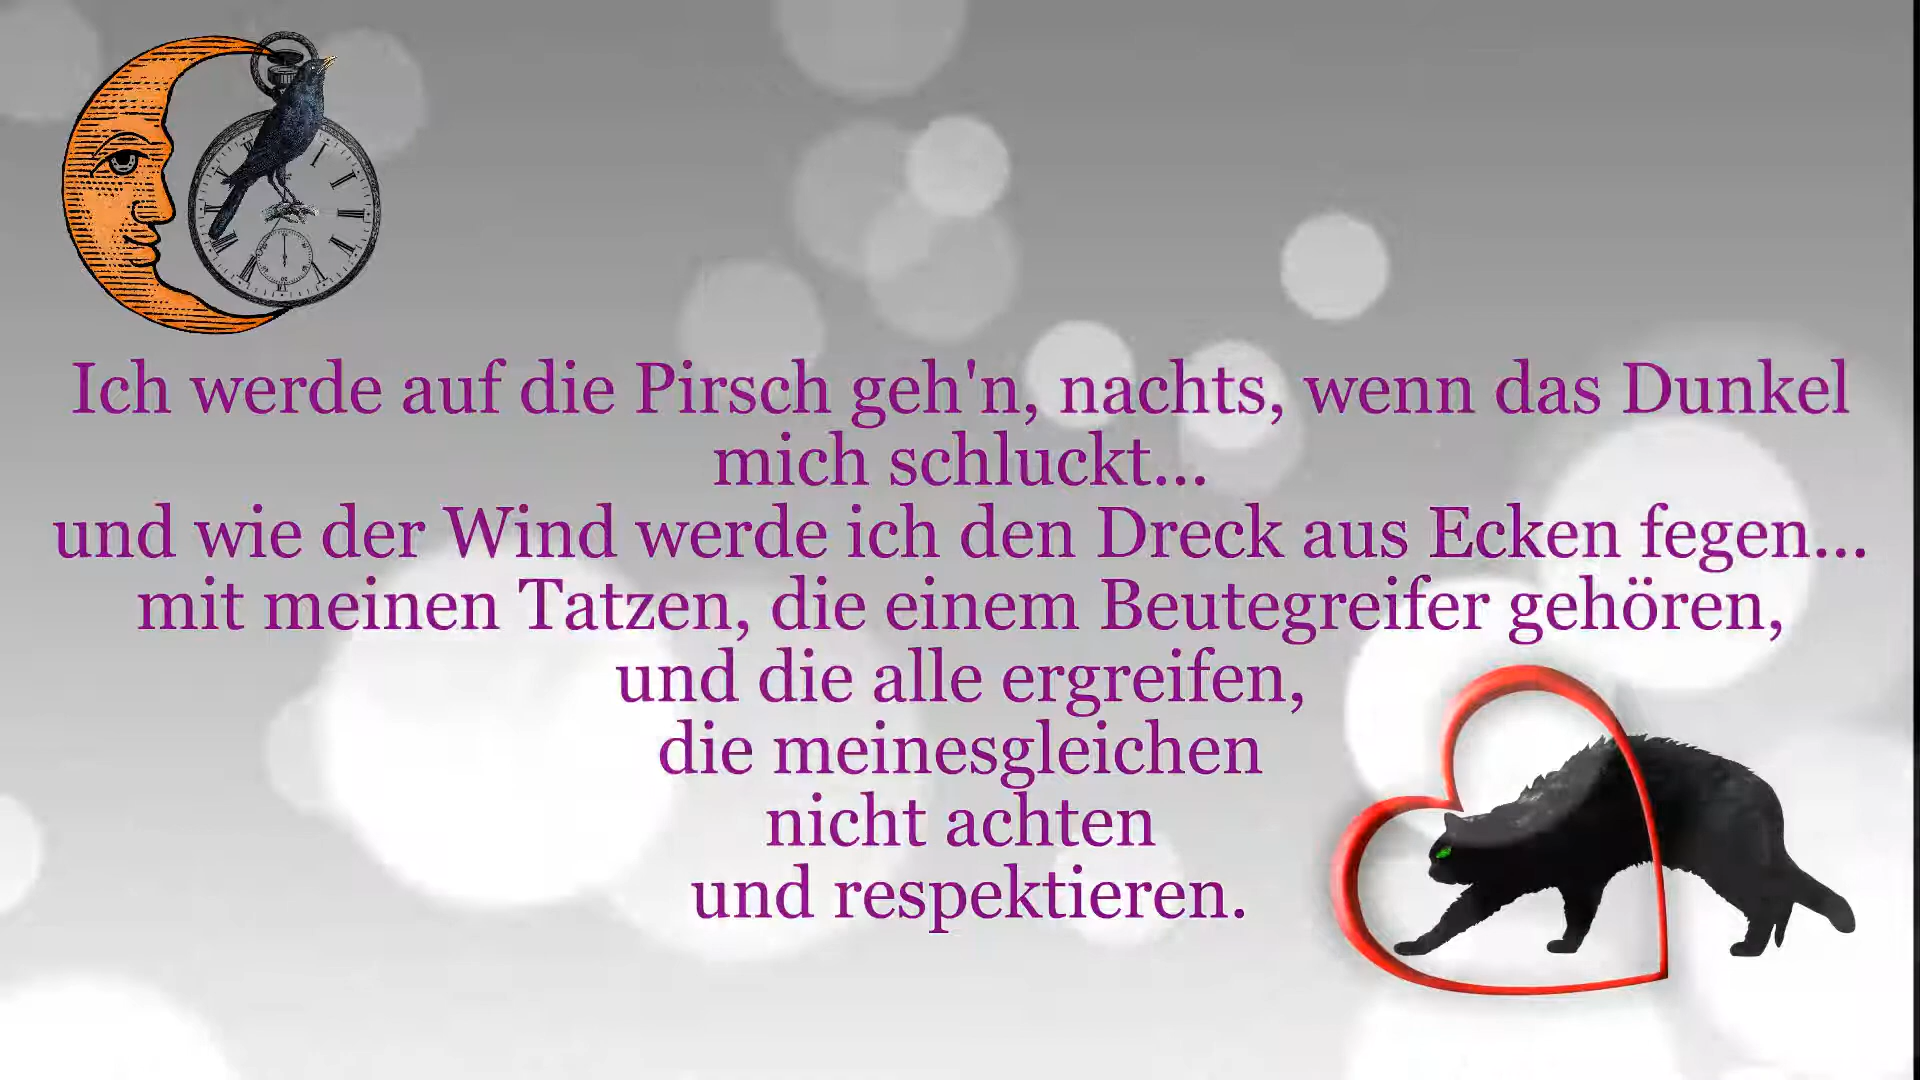 Ich werde auf die Pirsch geh'n, nachts, wenn das Dunkel
mich schluckt...
und wie der Wind werde ich den Dreck aus Ecken fegen...
mit meinen Tatzen, die einem Beutegreifer gehören,
und die alle ergreifen,
die meinesgleichen
nicht achten
und respektieren.